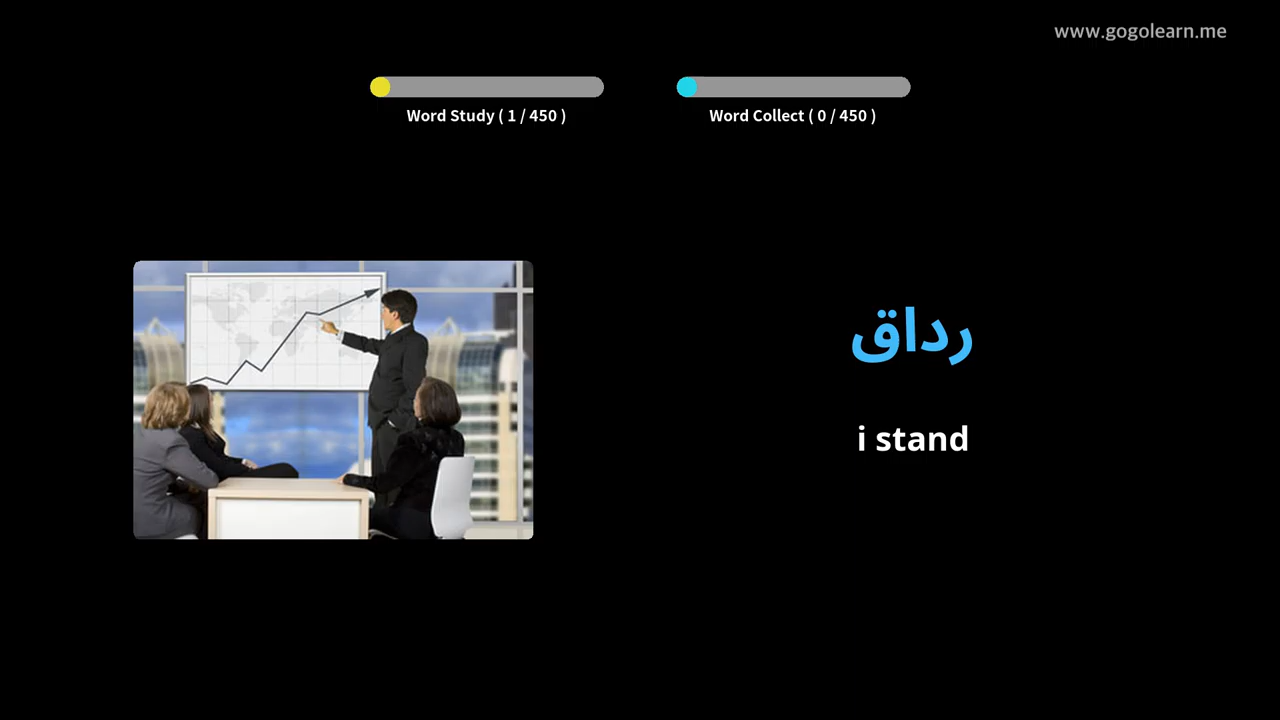 www.gogolearn.me
Word Study ( 1 / 450 )
Word Collect ( 0 / 450 )
رداق
i stand